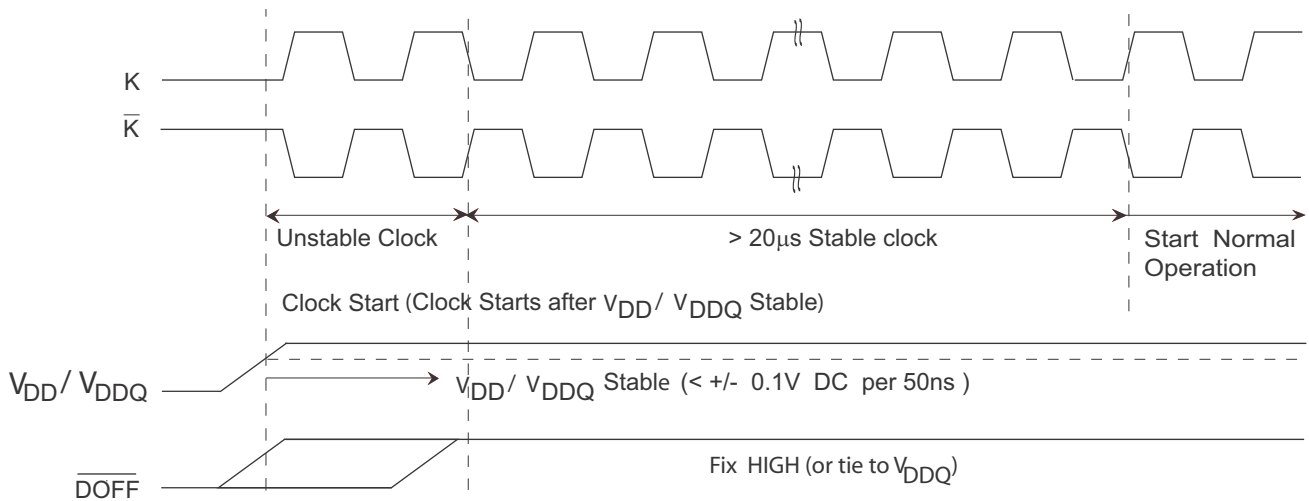 K
K̅
Unstable Clock
> 20μs Stable clock
Start Normal
Operation
Clock Start (Clock Starts after VDD / VDDQ Stable)
VDD / VDDQ
VDD / VDDQ Stable (< +/- 0.1V DC per 50ns )
D̅O̅F̅F̅
Fix HIGH (or tie to VDDQ)